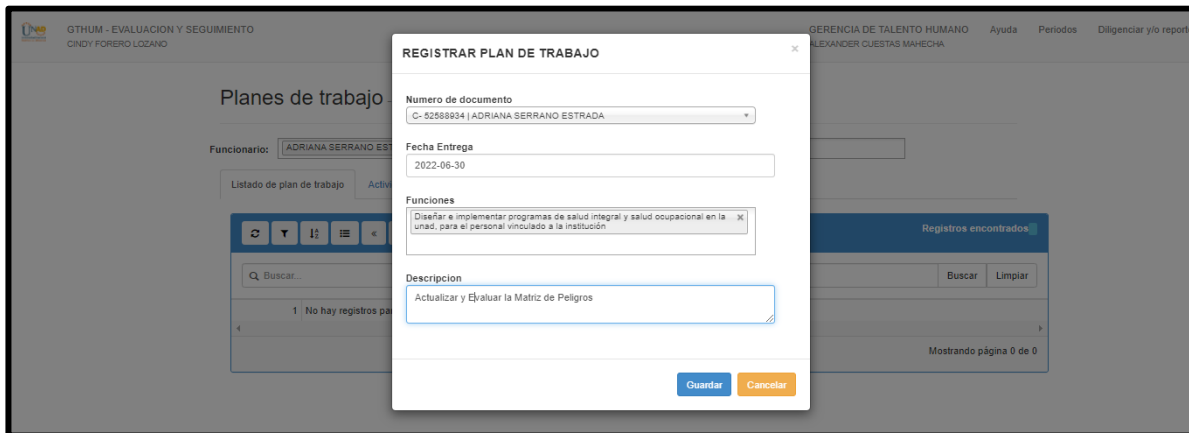 GTHUM - EVALUACION Y SEGUIMIENTO
CINDY FORERO LOZANO
GERENCIA DE TALENTO HUMANO
ALEXANDER CUESTAS MAHECHA
Ayuda
Periodos
Diligenciar y/o report
REGISTRAR PLAN DE TRABAJO
×
Planes de trabajo
Numero de documento
C- 52588934 | ADRIANA SERRANO ESTRADA
Funcionario:
ADRIANA SERRANO EST
Fecha Entrega
2022-06-30
Listado de plan de trabajo
Activi
Funciones
Diseñar e implementar programas de salud integral y salud ocupacional en la
unad, para el personal vinculado a la institución
×
Registros encontrados
Buscar...
Buscar
Limpiar
Descripcion
Actualizar y Evaluar la Matriz de Peligros
1 No hay registros pa
Mostrando página 0 de 0
Guardar
Cancelar